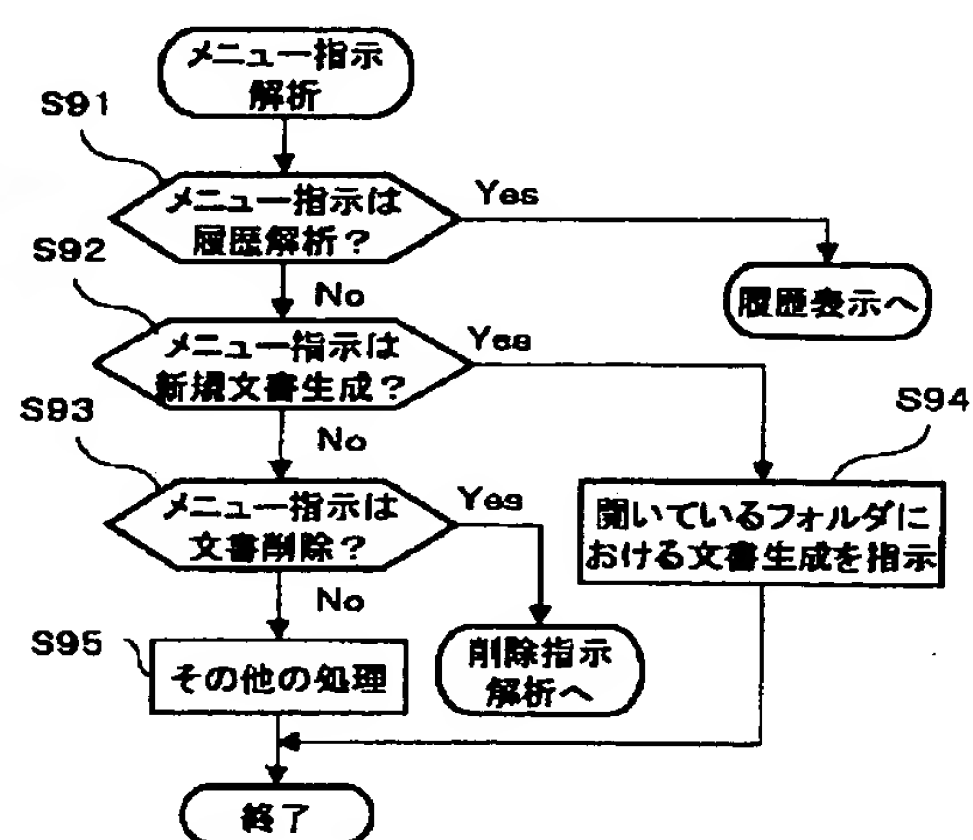 メニュー指示
解析
S91
メニュー指示は
履歴解析？
Yes
S92
No
履歴表示へ
メニュー指示は
新規文書生成？
Yes
S93
No
S94
メニュー指示は
文書削除？
Yes
開いているフォルダに
おける文書生成を指示
No
S95
その他の処理
削除指示
解析へ
終了